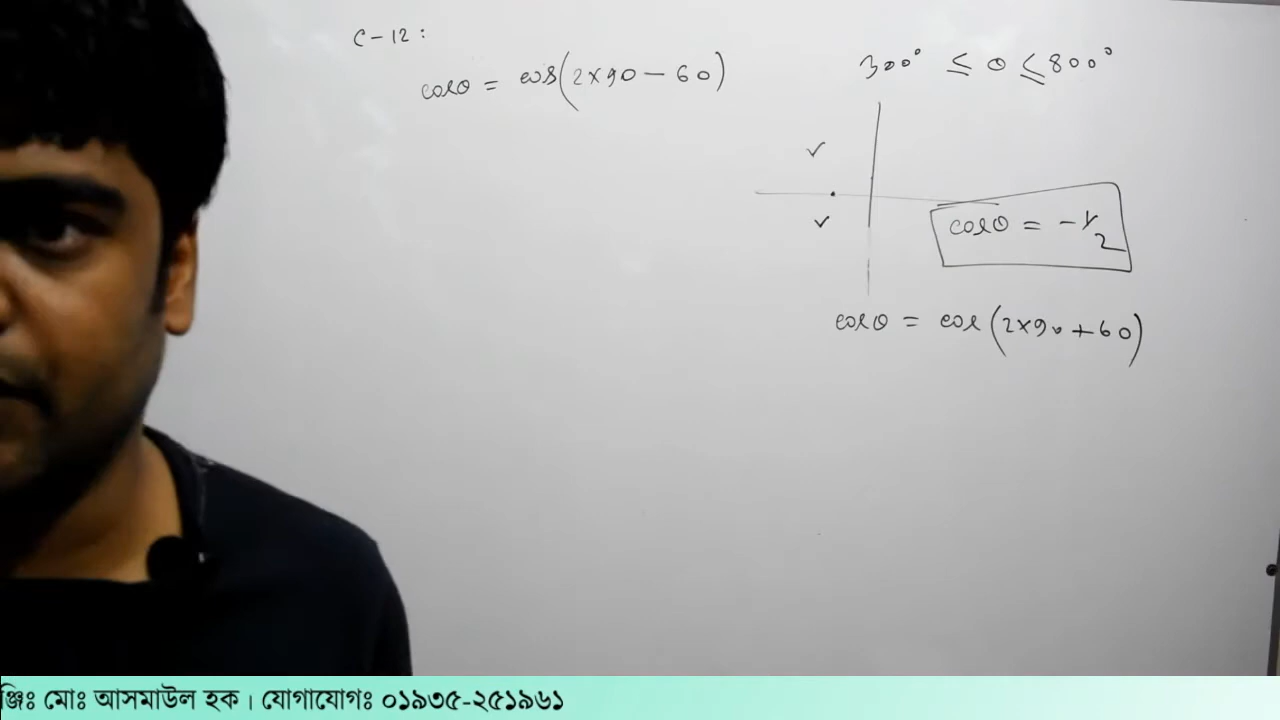 C-12:
cosθ = cos(2×90-60)
300° ≤ θ ≤ 800°
cosθ = -1/2
cosθ = cos(2×90+60)
ঞ্জিঃ মোঃ আসমাউল হক। যোগাযোগঃ ০১৯৩৫-২৫১৯৬১